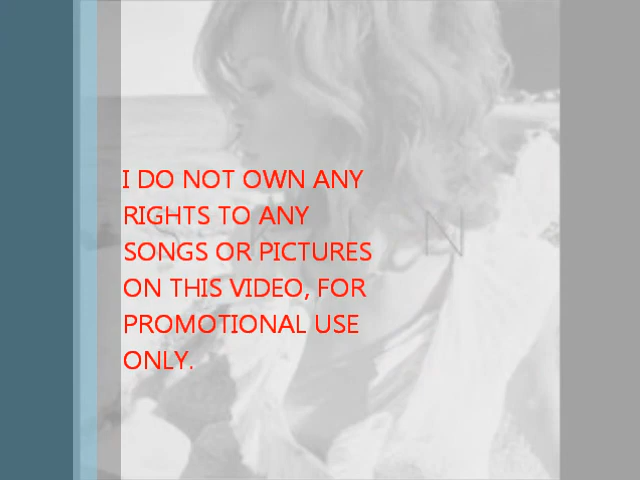 I DO NOT OWN ANY
RIGHTS TO ANY
SONGS OR PICTURES
ON THIS VIDEO, FOR
PROMOTIONAL USE
ONLY.